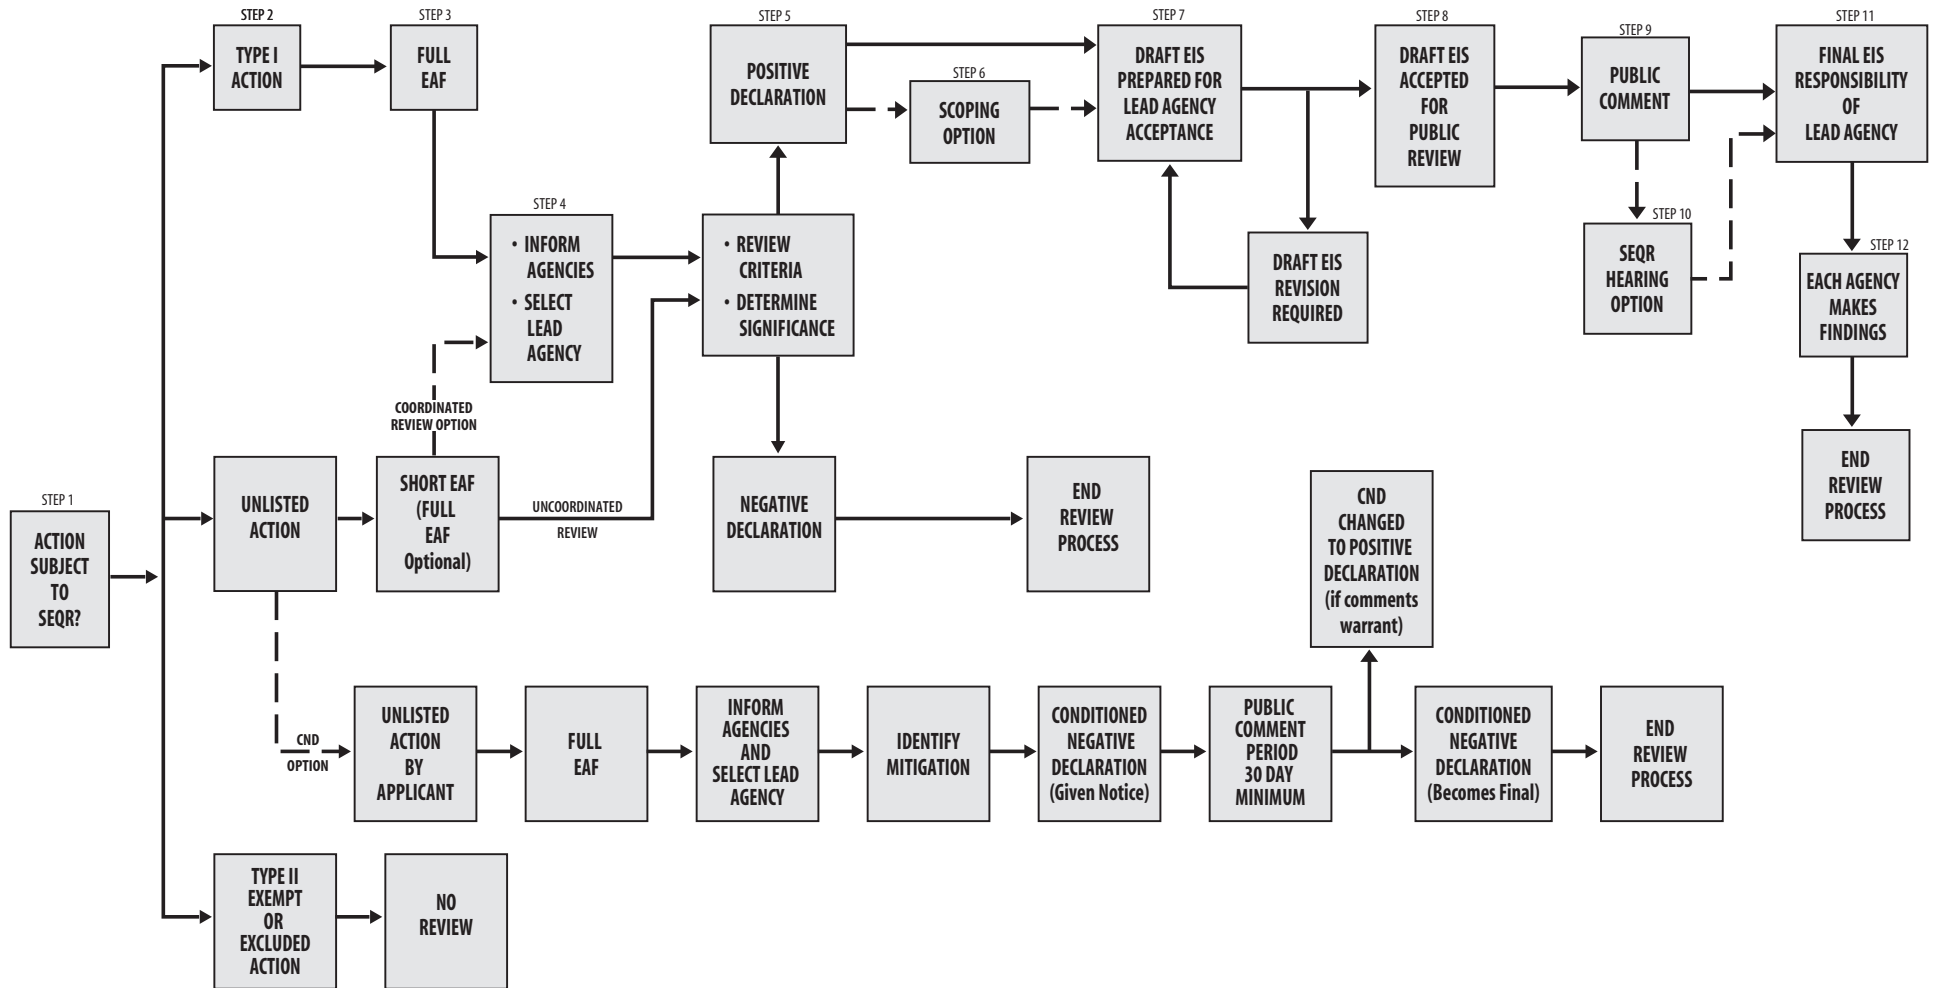 STEP 2
TYPE I
ACTION
STEP 3
FULL
EAF
STEP 4
• INFORM
AGENCIES
• SELECT
LEAD
AGENCY
STEP 5
POSITIVE
DECLARATION
• REVIEW
CRITERIA
• DETERMINE
SIGNIFICANCE
STEP 6
SCOPING
OPTION
STEP 7
DRAFT EIS
PREPARED FOR
LEAD AGENCY
ACCEPTANCE
DRAFT EIS
REVISION
REQUIRED
STEP 8
DRAFT EIS
ACCEPTED
FOR
PUBLIC
REVIEW
STEP 9
PUBLIC
COMMENT
STEP 10
SEQR
HEARING
OPTION
STEP 11
FINAL EIS
RESPONSIBILITY
OF
LEAD AGENCY
STEP 12
EACH AGENCY
MAKES
FINDINGS
END
REVIEW
PROCESS
STEP 1
ACTION
SUBJECT
TO
SEQR?
UNLISTED
ACTION
COORDINATED
REVIEW OPTION
SHORT EAF
(FULL
EAF
Optional)
UNCOORDINATED
REVIEW
NEGATIVE
DECLARATION
END
REVIEW
PROCESS
CND
CHANGED
TO POSITIVE
DECLARATION
(if comments
warrant)
CND
OPTION
UNLISTED
ACTION
BY
APPLICANT
FULL
EAF
INFORM
AGENCIES
AND
SELECT LEAD
AGENCY
IDENTIFY
MITIGATION
CONDITIONED
NEGATIVE
DECLARATION
(Given Notice)
PUBLIC
COMMENT
PERIOD
30 DAY
MINIMUM
CONDITIONED
NEGATIVE
DECLARATION
(Becomes Final)
END
REVIEW
PROCESS
TYPE II
EXEMPT
OR
EXCLUDED
ACTION
NO
REVIEW